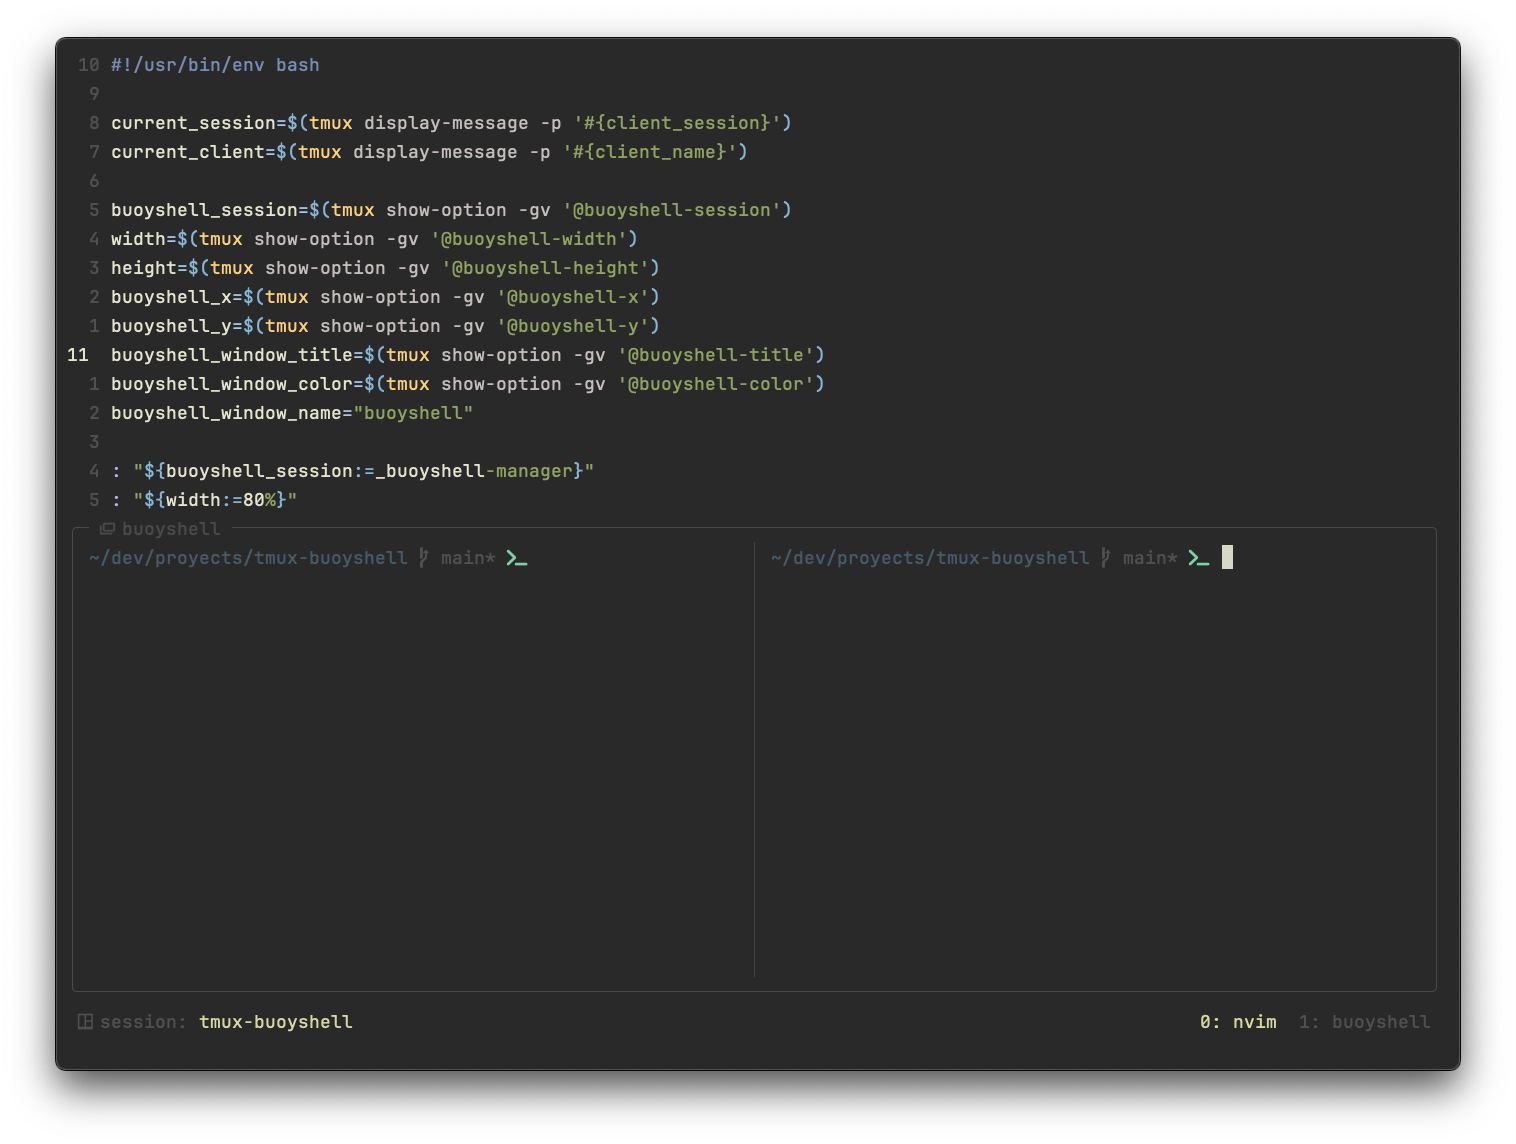 10 #!/usr/bin/env bash
9
8 current_session=$(tmux display-message -p '#{client_session}')
7 current_client=$(tmux display-message -p '#{client_name}')
6
5 buoyshell_session=$(tmux show-option -gv '@buoyshell-session')
4 width=$(tmux show-option -gv '@buoyshell-width')
3 height=$(tmux show-option -gv '@buoyshell-height')
2 buoyshell_x=$(tmux show-option -gv '@buoyshell-x')
1 buoyshell_y=$(tmux show-option -gv '@buoyshell-y')
11 buoyshell_window_title=$(tmux show-option -gv '@buoyshell-title')
1 buoyshell_window_color=$(tmux show-option -gv '@buoyshell-color')
2 buoyshell_window_name="buoyshell"
3
4 : "${buoyshell_session:=_buoyshell-manager}"
5 : "${width:=80%}"
buoyshell
~/dev/proyects/tmux-buoyshell main* >_
~/dev/proyects/tmux-buoyshell main* >_
session: tmux-buoyshell
0: nvim 1: buoyshell